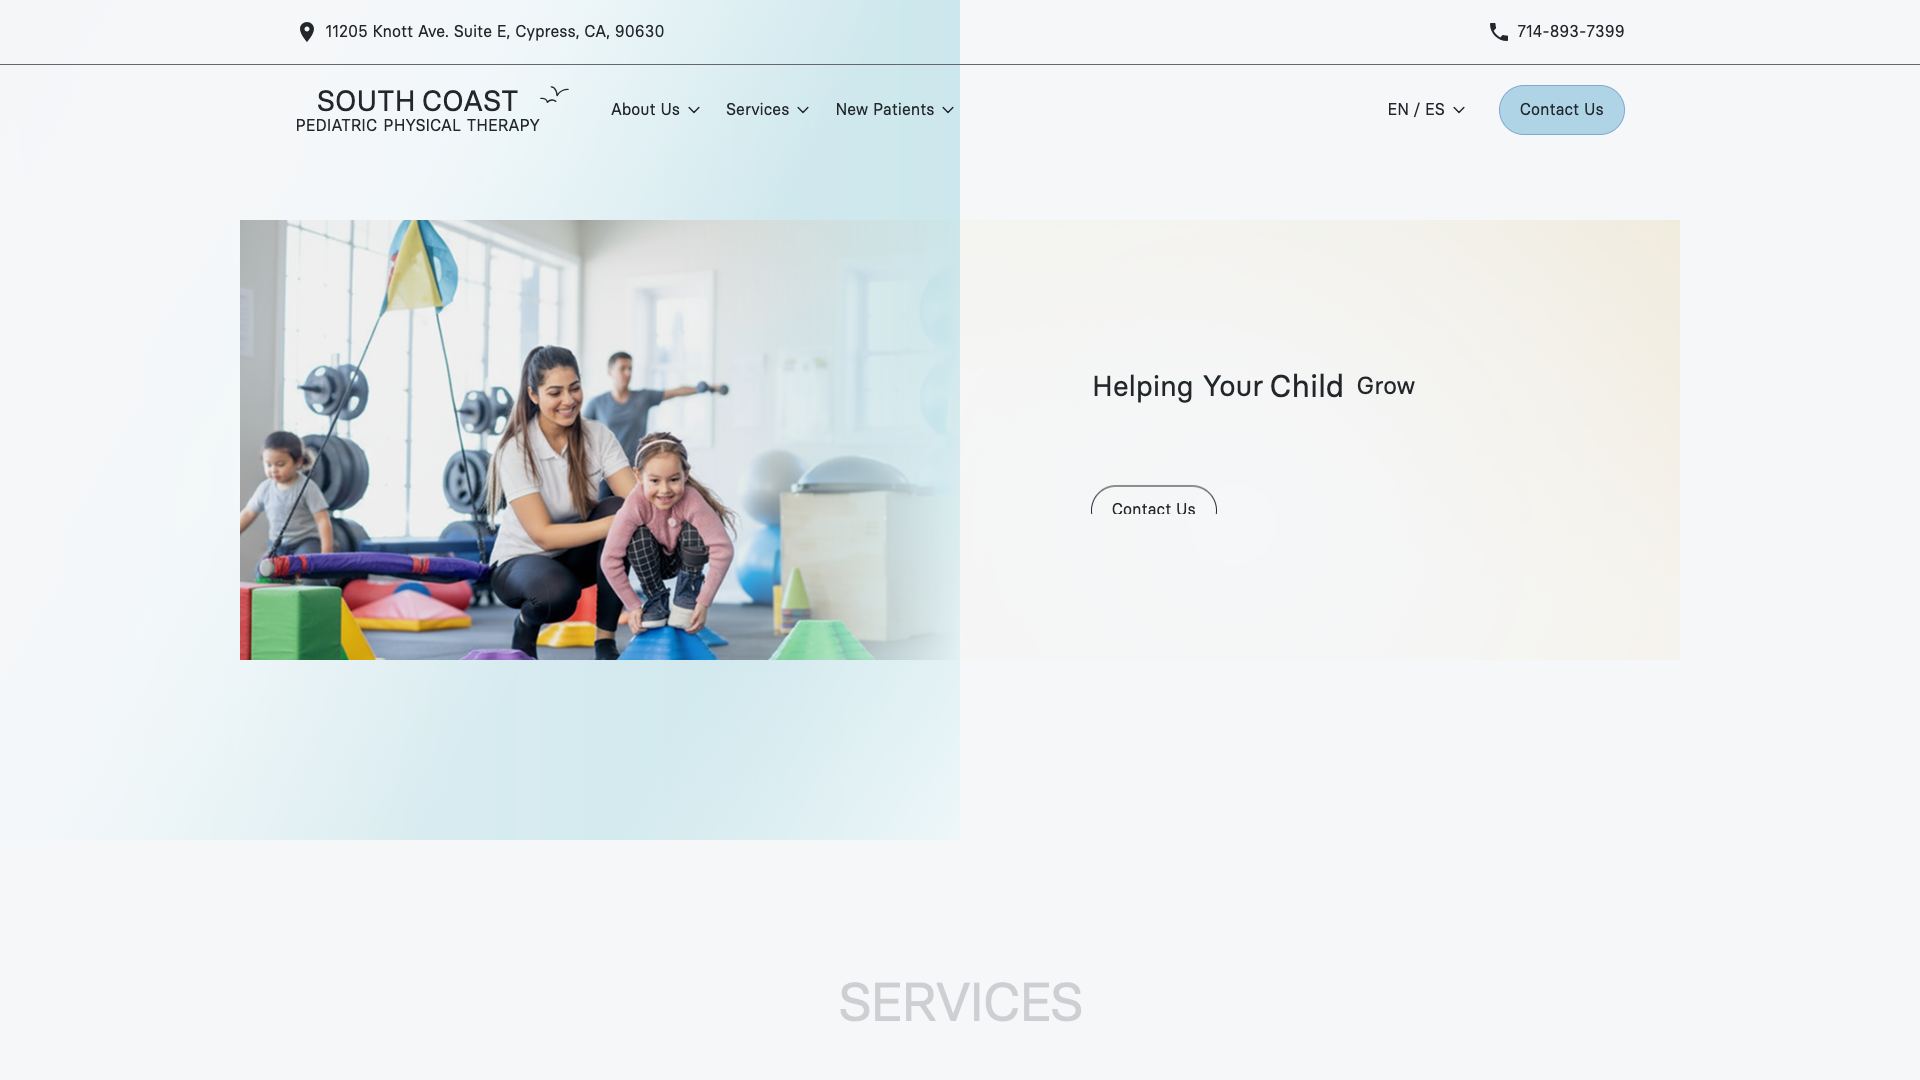 11205 Knott Ave. Suite E, Cypress, CA, 90630
714-893-7399
SOUTH COAST
PEDIATRIC PHYSICAL THERAPY
About Us
Services
New Patients
EN / ES
Contact Us
Helping Your Child Grow
Contact Us
SERVICES